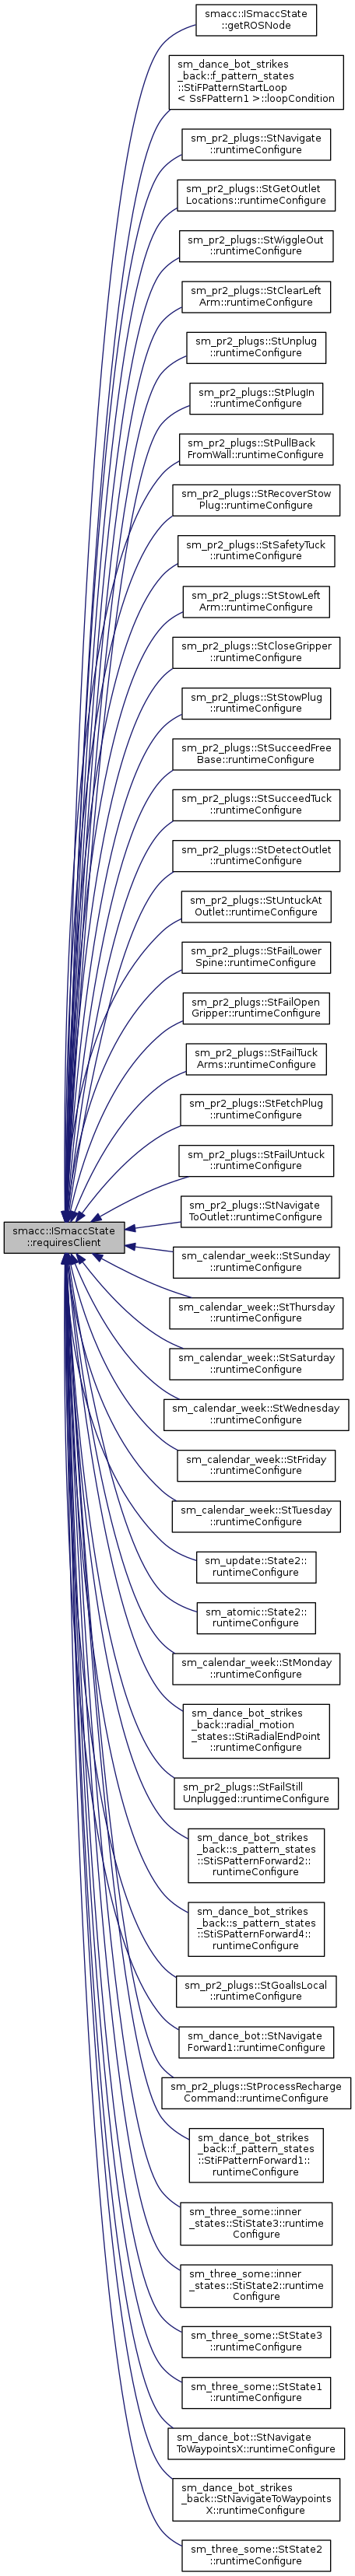 smacc::ISmaccState
::getROSNode
sm_dance_bot_strikes
_back::f_pattern_states
::StiFPatternStartLoop
< SsFPattern1 >::loopCondition
sm_pr2_plugs::StNavigate
::runtimeConfigure
sm_pr2_plugs::StGetOutlet
Locations::runtimeConfigure
sm_pr2_plugs::StWiggleOut
::runtimeConfigure
sm_pr2_plugs::StClearLeft
Arm::runtimeConfigure
sm_pr2_plugs::StUnplug
::runtimeConfigure
sm_pr2_plugs::StPlugIn
::runtimeConfigure
sm_pr2_plugs::StPullBack
FromWall::runtimeConfigure
sm_pr2_plugs::StRecoverStow
Plug::runtimeConfigure
sm_pr2_plugs::StSafetyTuck
::runtimeConfigure
sm_pr2_plugs::StStowLeft
Arm::runtimeConfigure
sm_pr2_plugs::StCloseGripper
::runtimeConfigure
sm_pr2_plugs::StStowPlug
::runtimeConfigure
sm_pr2_plugs::StSucceedFree
Base::runtimeConfigure
sm_pr2_plugs::StSucceedTuck
::runtimeConfigure
sm_pr2_plugs::StDetectOutlet
::runtimeConfigure
sm_pr2_plugs::StUntuckAt
Outlet::runtimeConfigure
sm_pr2_plugs::StFailLower
Spine::runtimeConfigure
sm_pr2_plugs::StFailOpen
Gripper::runtimeConfigure
sm_pr2_plugs::StFailTuck
Arms::runtimeConfigure
sm_pr2_plugs::StFetchPlug
::runtimeConfigure
sm_pr2_plugs::StFailUntuck
::runtimeConfigure
sm_pr2_plugs::StNavigate
ToOutlet::runtimeConfigure
smacc::ISmaccState
::requiresClient
sm_calendar_week::StSunday
::runtimeConfigure
sm_calendar_week::StThursday
::runtimeConfigure
sm_calendar_week::StSaturday
::runtimeConfigure
sm_calendar_week::StWednesday
::runtimeConfigure
sm_calendar_week::StFriday
::runtimeConfigure
sm_calendar_week::StTuesday
::runtimeConfigure
sm_update::State2::
runtimeConfigure
sm_atomic::State2::
runtimeConfigure
sm_calendar_week::StMonday
::runtimeConfigure
sm_dance_bot_strikes
_back::radial_motion
_states::StiRadialEndPoint
::runtimeConfigure
sm_pr2_plugs::StFailStill
Unplugged::runtimeConfigure
sm_dance_bot_strikes
_back::s_pattern_states
::StiSPatternForward2::
runtimeConfigure
sm_dance_bot_strikes
_back::s_pattern_states
::StiSPatternForward4::
runtimeConfigure
sm_pr2_plugs::StGoalIsLocal
::runtimeConfigure
sm_dance_bot::StNavigate
Forward1::runtimeConfigure
sm_pr2_plugs::StProcessRecharge
Command::runtimeConfigure
sm_dance_bot_strikes
_back::f_pattern_states
::StiFPatternForward1::
runtimeConfigure
sm_three_some::inner
_states::StiState3::runtime
Configure
sm_three_some::inner
_states::StiState2::runtime
Configure
sm_three_some::StState3
::runtimeConfigure
sm_three_some::StState1
::runtimeConfigure
sm_dance_bot::StNavigate
ToWaypointsX::runtimeConfigure
sm_dance_bot_strikes
_back::StNavigateToWaypoints
X::runtimeConfigure
sm_three_some::StState2
::runtimeConfigure